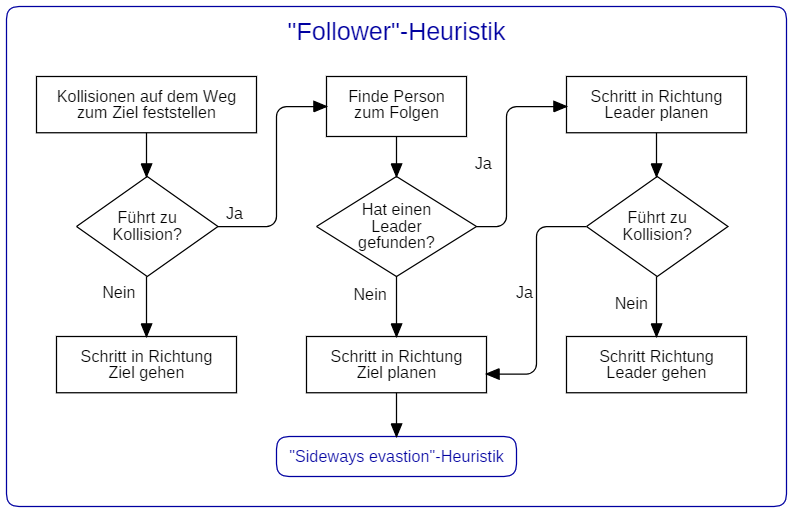 "Follower"-Heuristik
Kollisionen auf dem Weg
zum Ziel feststellen
Führt zu
Kollision?
Ja
Nein
Schritt in Richtung
Ziel gehen
Finde Person
zum Folgen
Hat einen
Leader
gefunden?
Ja
Nein
Schritt in Richtung
Ziel planen
"Sideways evastion"-Heuristik
Schritt in Richtung
Leader planen
Führt zu
Kollision?
Ja
Nein
Schritt Richtung
Leader gehen